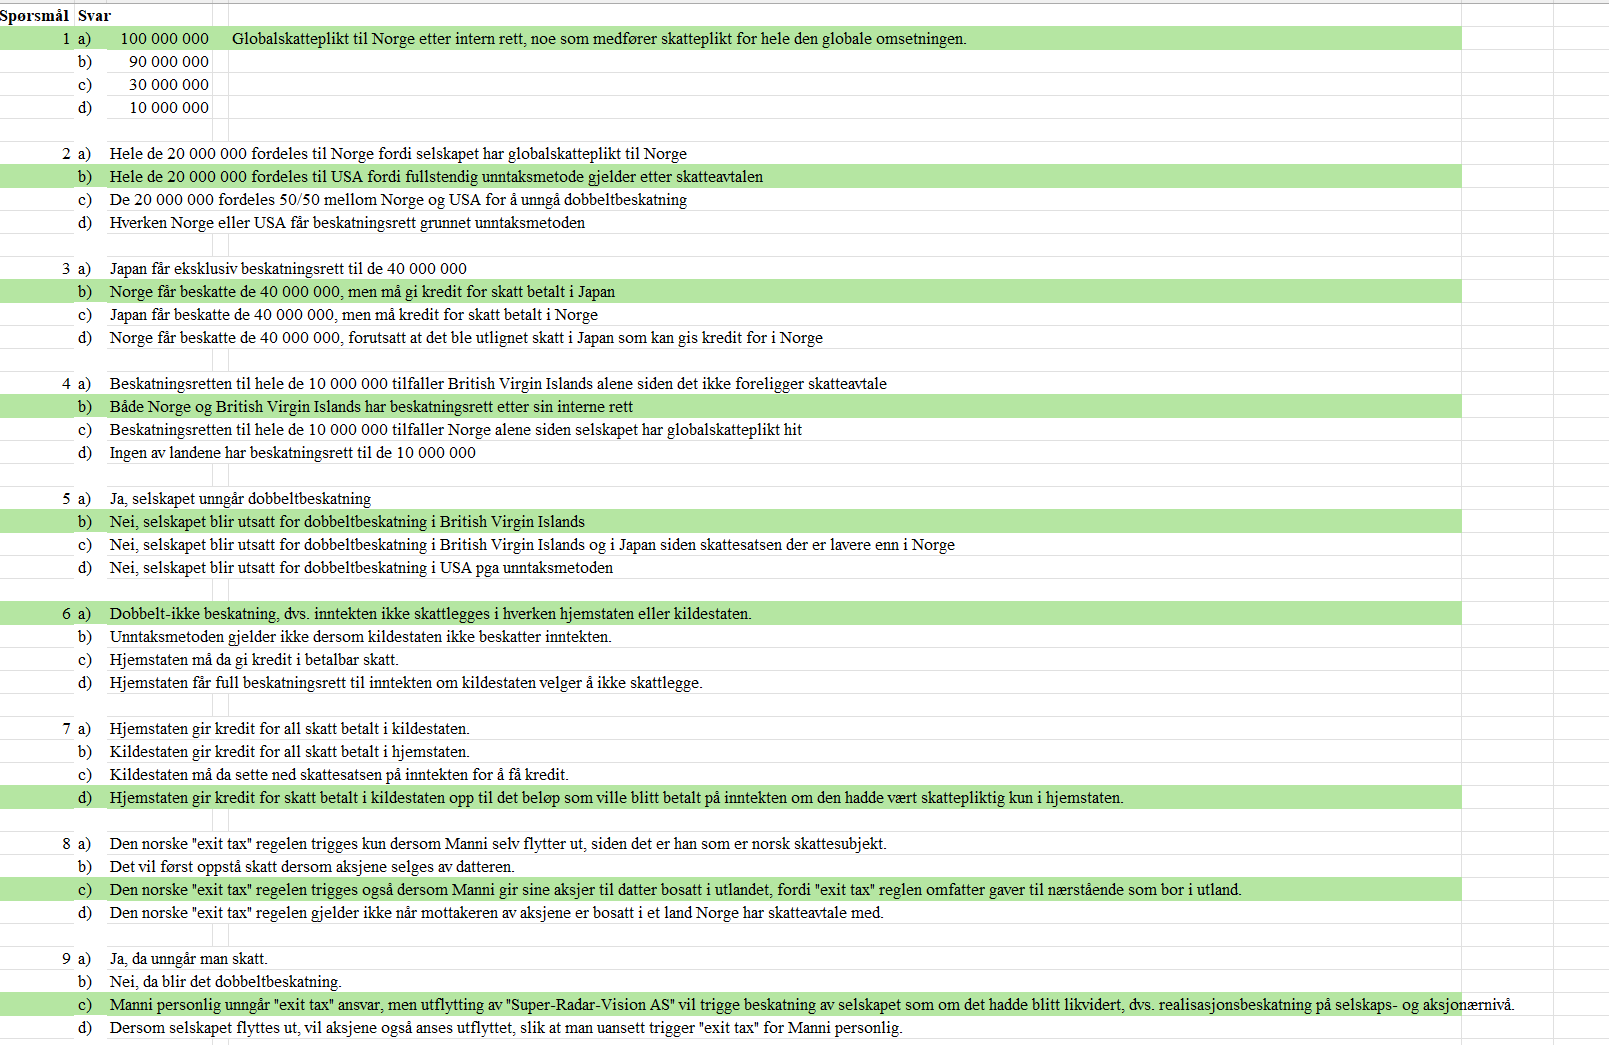 Spørsmål Svar
1 a) 100 000 000 Globalskatteplikt til Norge etter intern rett, noe som medfører skatteplikt for hele den globale omsetningen.
b) 90 000 000
c) 30 000 000
d) 10 000 000
2 a) Hele de 20 000 000 fordeles til Norge fordi selskapet har globalskatteplikt til Norge
b) Hele de 20 000 000 fordeles til USA fordi fullstendig unntaksmetode gjelder etter skatteavtalen
c) De 20 000 000 fordeles 50/50 mellom Norge og USA for å unngå dobbeltbeskatning
d) Hverken Norge eller USA får beskatningsrett grunnet unntaksmetoden
3 a) Japan får eksklusiv beskatningsrett til de 40 000 000
b) Norge får beskatte de 40 000 000, men må gi kredit for skatt betalt i Japan
c) Japan får beskatte de 40 000 000, men må kredit for skatt betalt i Norge
d) Norge får beskatte de 40 000 000, forutsatt at det ble utlignet skatt i Japan som kan gis kredit for i Norge
4 a) Beskatningsretten til hele de 10 000 000 tilfaller British Virgin Islands alene siden det ikke foreligger skatteavtale
b) Både Norge og British Virgin Islands har beskatningsrett etter sin interne rett
c) Beskatningsretten til hele de 10 000 000 tilfaller Norge alene siden selskapet har globalskatteplikt hit
d) Ingen av landene har beskatningsrett til de 10 000 000
5 a) Ja, selskapet unngår dobbeltbeskatning
b) Nei, selskapet blir utsatt for dobbeltbeskatning i British Virgin Islands
c) Nei, selskapet blir utsatt for dobbeltbeskatning i British Virgin Islands og i Japan siden skattesatsen der er lavere enn i Norge
d) Nei, selskapet blir utsatt for dobbeltbeskatning i USA pga unntaksmetoden
6 a) Dobbelt-ikke beskatning, dvs. inntekten ikke skattlegges i hverken hjemstaten eller kildestaten.
b) Unntaksmetoden gjelder ikke dersom kildestaten ikke beskatter inntekten.
c) Hjemstaten må da gi kredit i betalbar skatt.
d) Hjemstaten får full beskatningsrett til inntekten om kildestaten velger å ikke skattlegge.
7 a) Hjemstaten gir kredit for all skatt betalt i kildestaten.
b) Kildestaten gir kredit for all skatt betalt i hjemstaten.
c) Kildestaten må da sette ned skattesatsen på inntekten for å få kredit.
d) Hjemstaten gir kredit for skatt betalt i kildestaten opp til det beløp som ville blitt betalt på inntekten om den hadde vært skattepliktig kun i hjemstaten.
8 a) Den norske "exit tax" regelen trigges kun dersom Manni selv flytter ut, siden det er han som er norsk skattesubjekt.
b) Det vil først oppstå skatt dersom aksjene selges av datteren.
c) Den norske "exit tax" regelen trigges også dersom Manni gir sine aksjer til datter bosatt i utlandet, fordi "exit tax" reglen omfatter gaver til nærstående som bor i utland.
d) Den norske "exit tax" regelen gjelder ikke når mottakeren av aksjene er bosatt i et land Norge har skatteavtale med.
9 a) Ja, da unngår man skatt.
b) Nei, da blir det dobbeltbeskatning.
c) Manni personlig unngår "exit tax" ansvar, men utflytting av "Super-Radar-Vision AS" vil trigge beskatning av selskapet som om det hadde blitt likvidert, dvs. realisasjonsbeskatning på selskaps- og aksjonærnivå.
d) Dersom selskapet flyttes ut, vil aksjene også anses utflyttet, slik at man uansett trigger "exit tax" for Manni personlig.